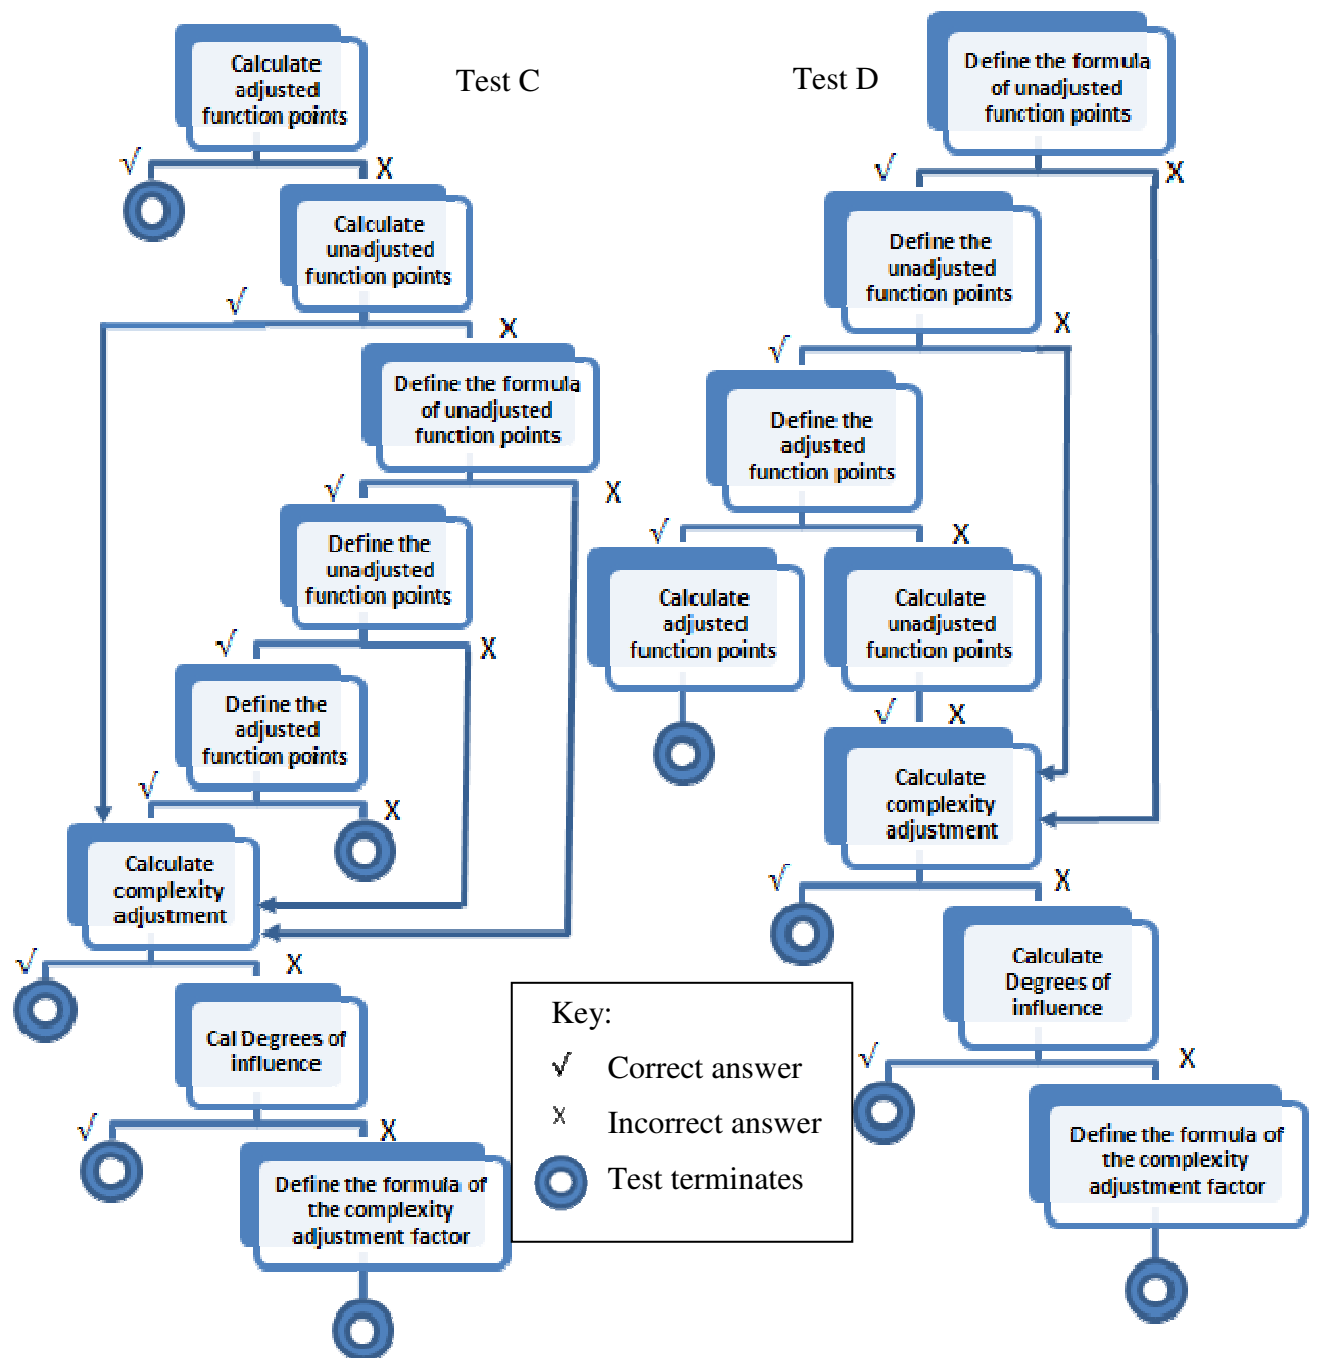 Test C
Calculate
adjusted
function points
√
X
Calculate
unadjusted
function points
√
X
Define the formula
of unadjusted
function points
√
X
Define the
unadjusted
function points
√
X
Define the
adjusted
function points
√
X
Calculate
complexity
adjustment
√
X
Cal Degrees of
influence
√
X
Define the formula of
the complexity
adjustment factor
Test D
Define the formula
of unadjusted
function points
√
X
Define the
unadjusted
function points
√
X
Define the
adjusted
function points
√
X
Calculate
adjusted
function points
Calculate
unadjusted
function points
√
X
Calculate
complexity
adjustment
√
X
Calculate
Degrees of
influence
√
X
Define the formula of
the complexity
adjustment factor
Key:
√ Correct answer
X Incorrect answer
Test terminates